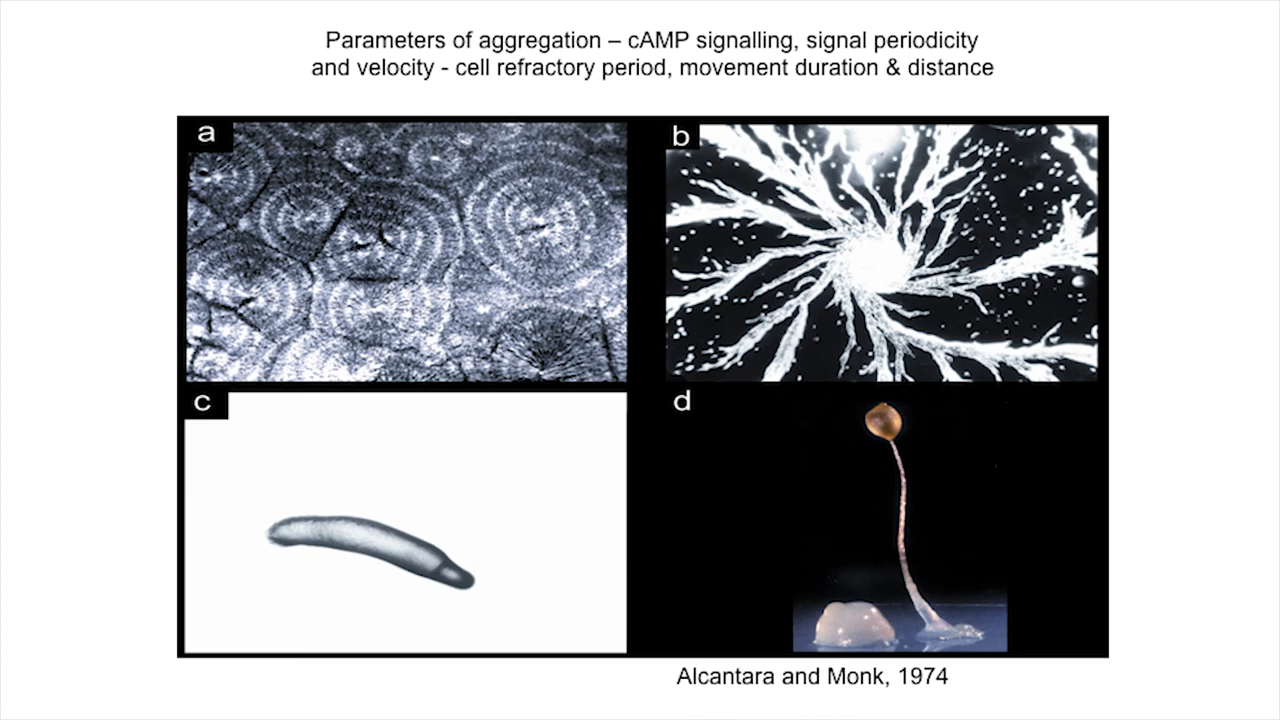 Parameters of aggregation – cAMP signalling, signal periodicity
and velocity - cell refractory period, movement duration & distance
a
b
c
d
Alcantara and Monk, 1974